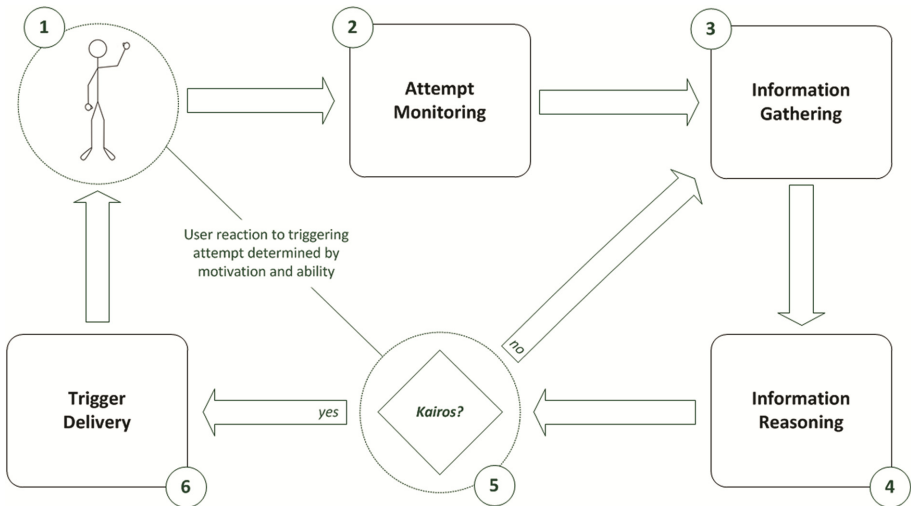 1
2
Attempt
Monitoring
3
Information
Gathering
User reaction to triggering
attempt determined by
motivation and ability
no
Trigger
Delivery
6
yes
Kairos?
5
Information
Reasoning
4